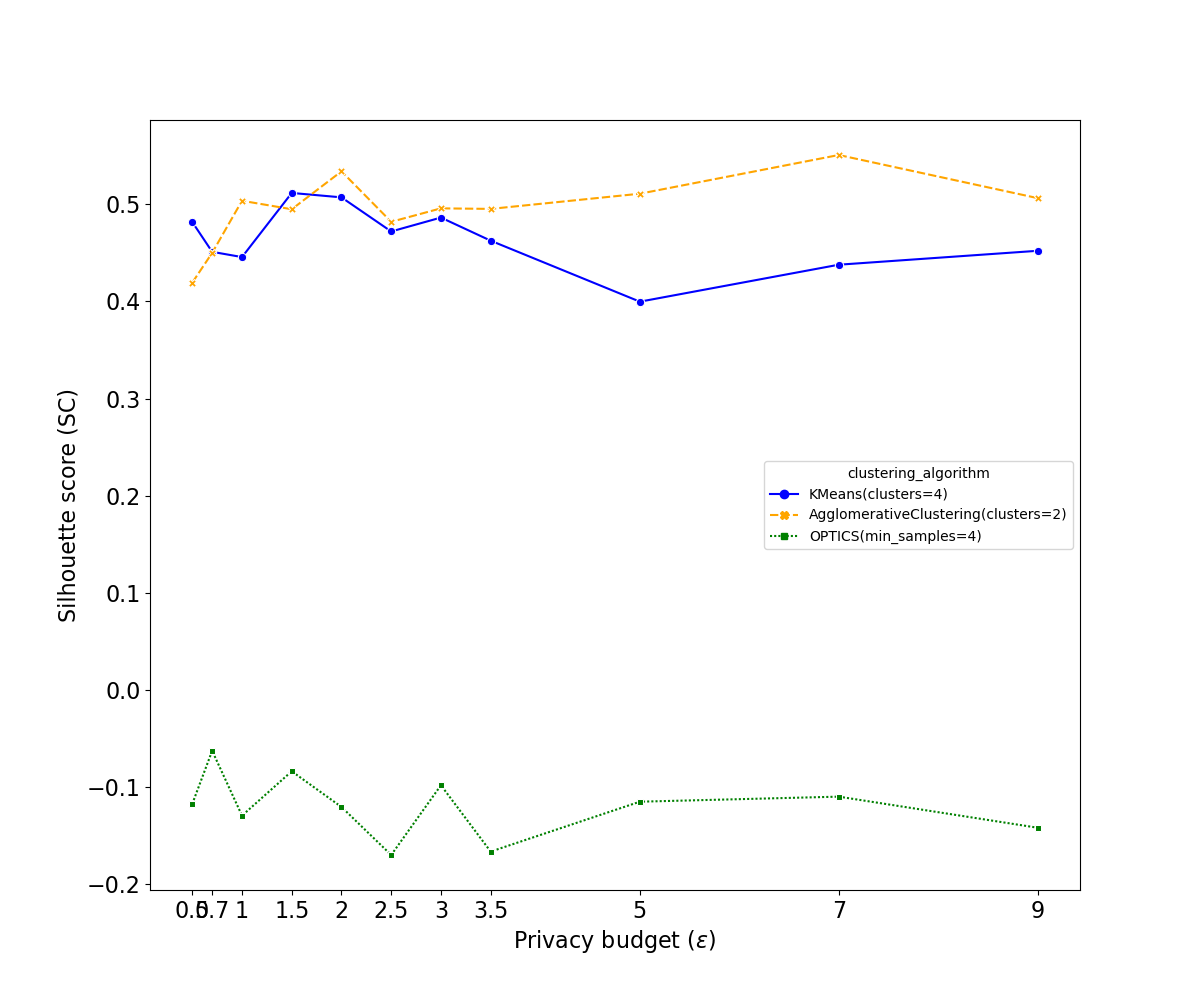 0.5
0.4
0.3
0.2
0.1
0.0
−0.1
−0.2
Silhouette score (SC)
clustering_algorithm
KMeans(clusters=4)
AgglomerativeClustering(clusters=2)
OPTICS(min_samples=4)
0.5 0.7 1 1.5 2 2.5 3 3.5 5 7 9
Privacy budget (ε)